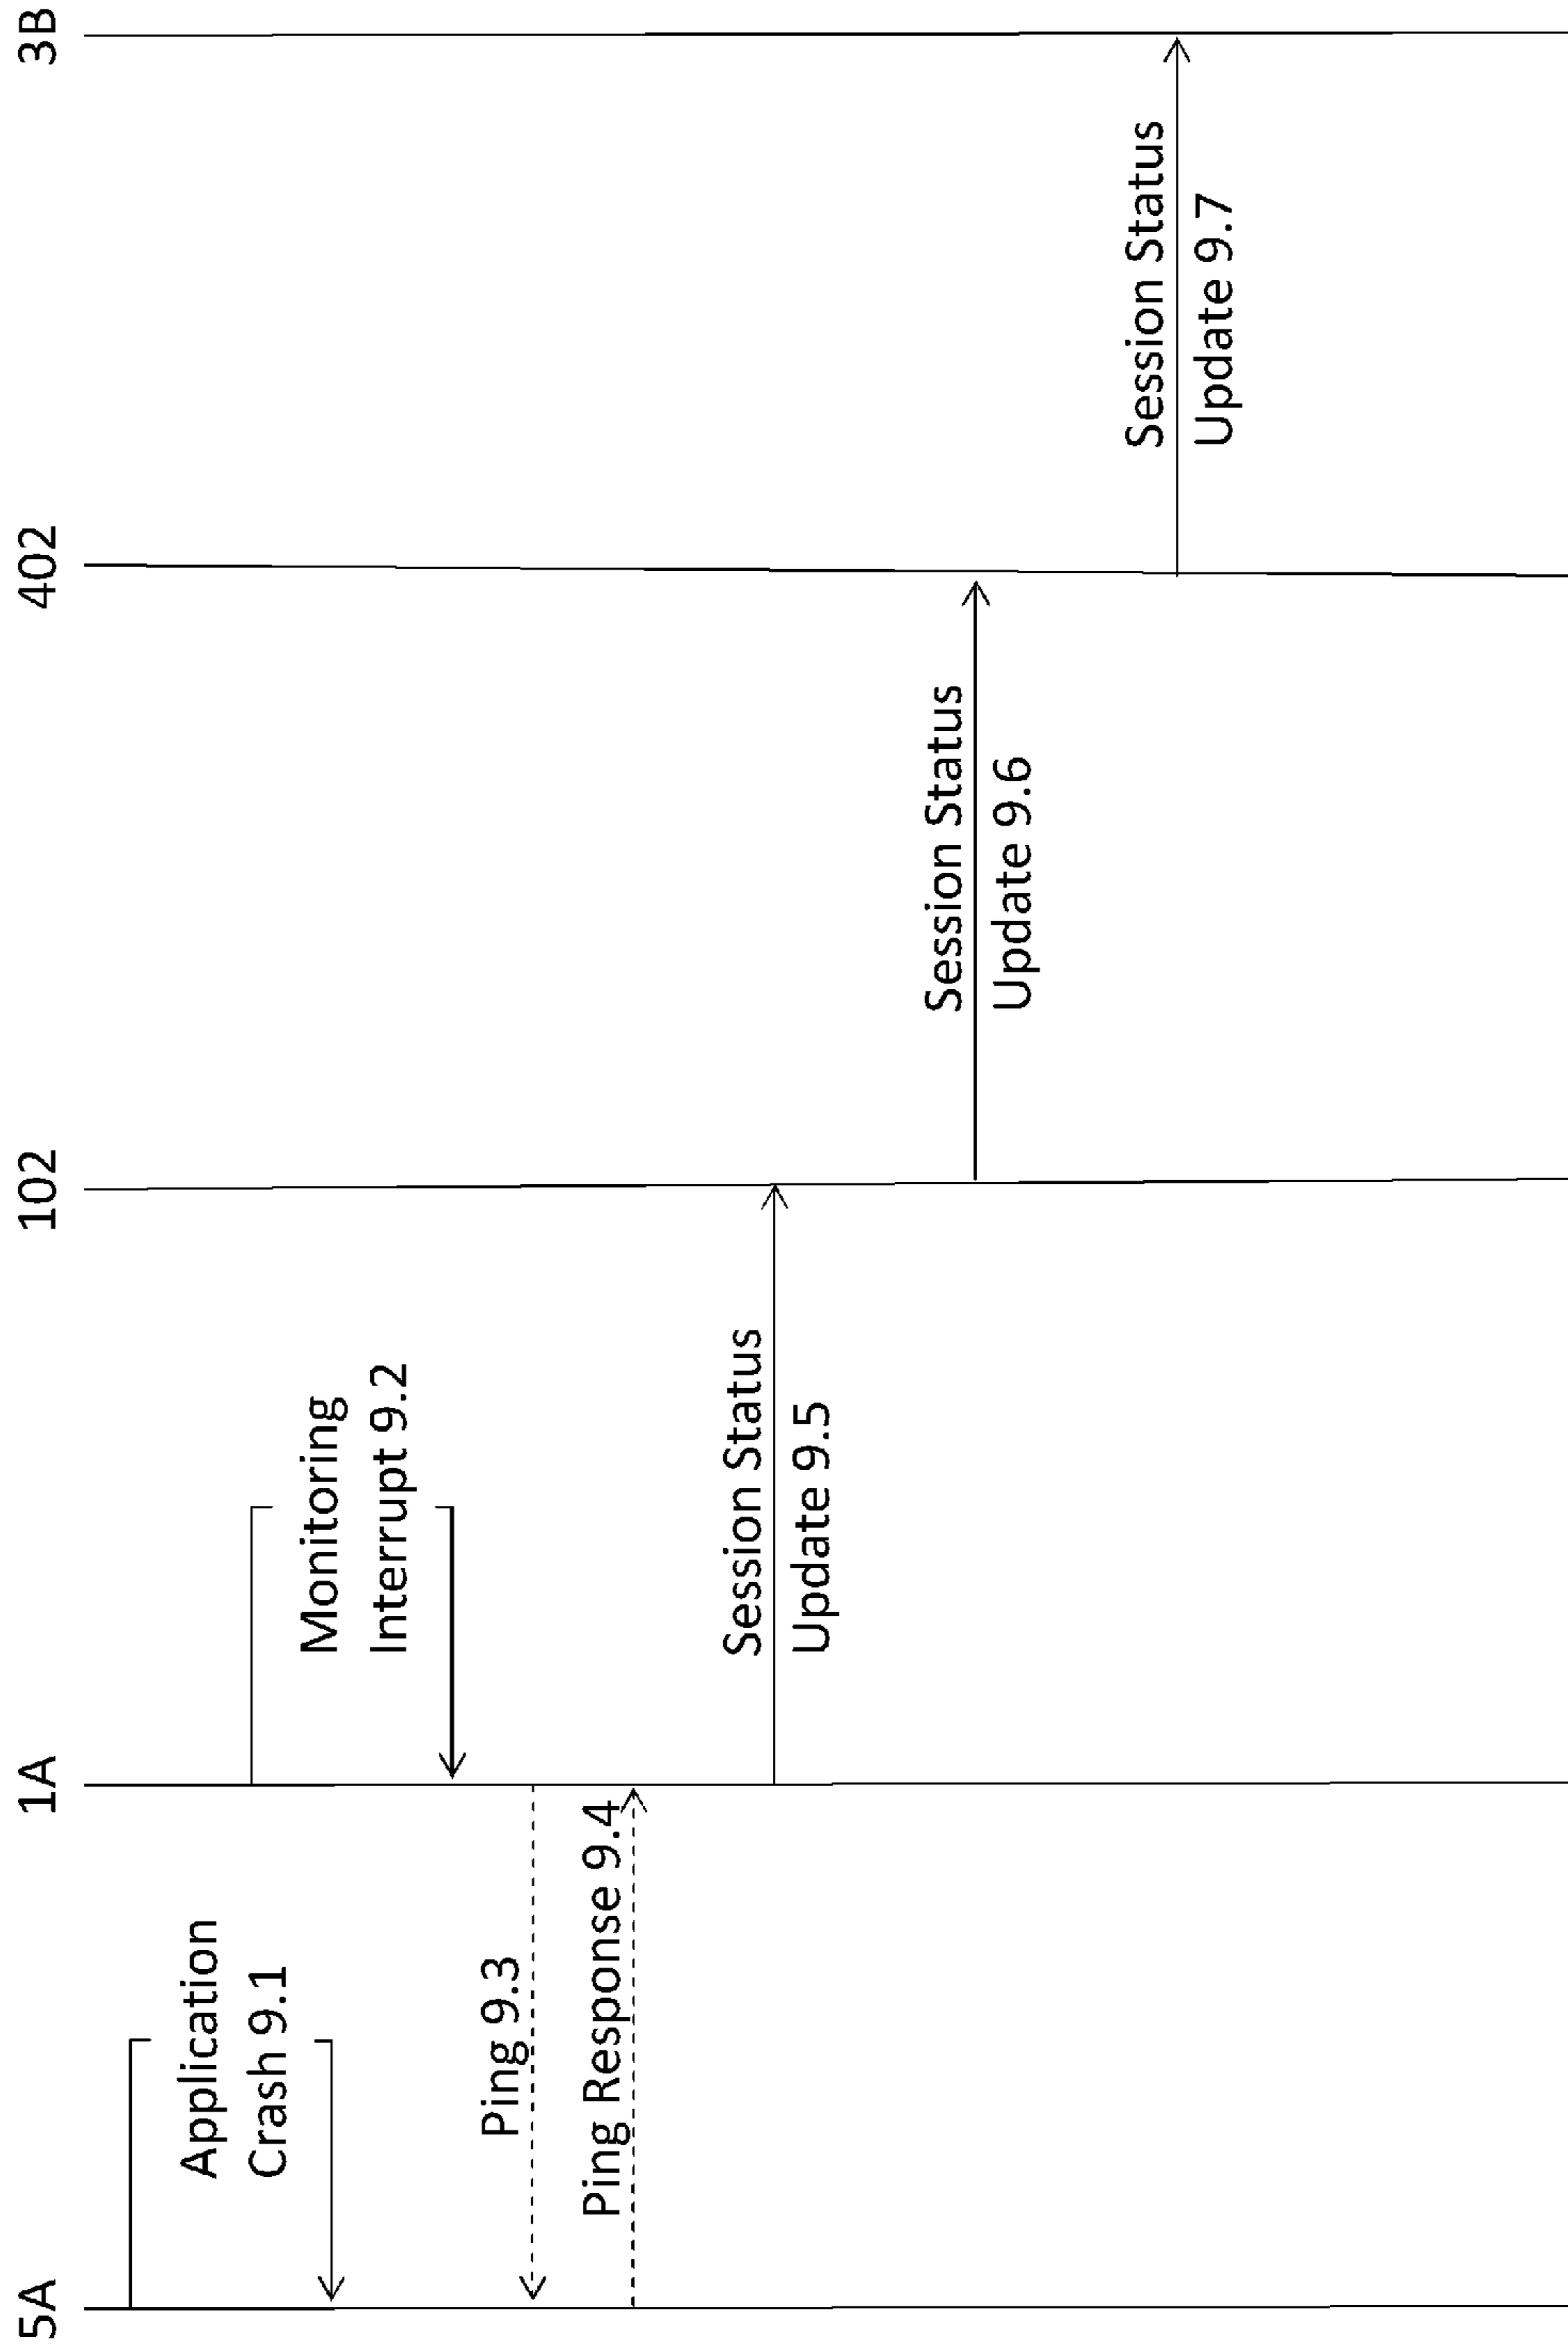 5A
1A
102
402
3B
Application
Crash 9.1
Monitoring
Interrupt 9.2
Ping 9.3
Ping Response 9.4
Session Status
Update 9.5
Session Status
Update 9.6
Session Status
Update 9.7